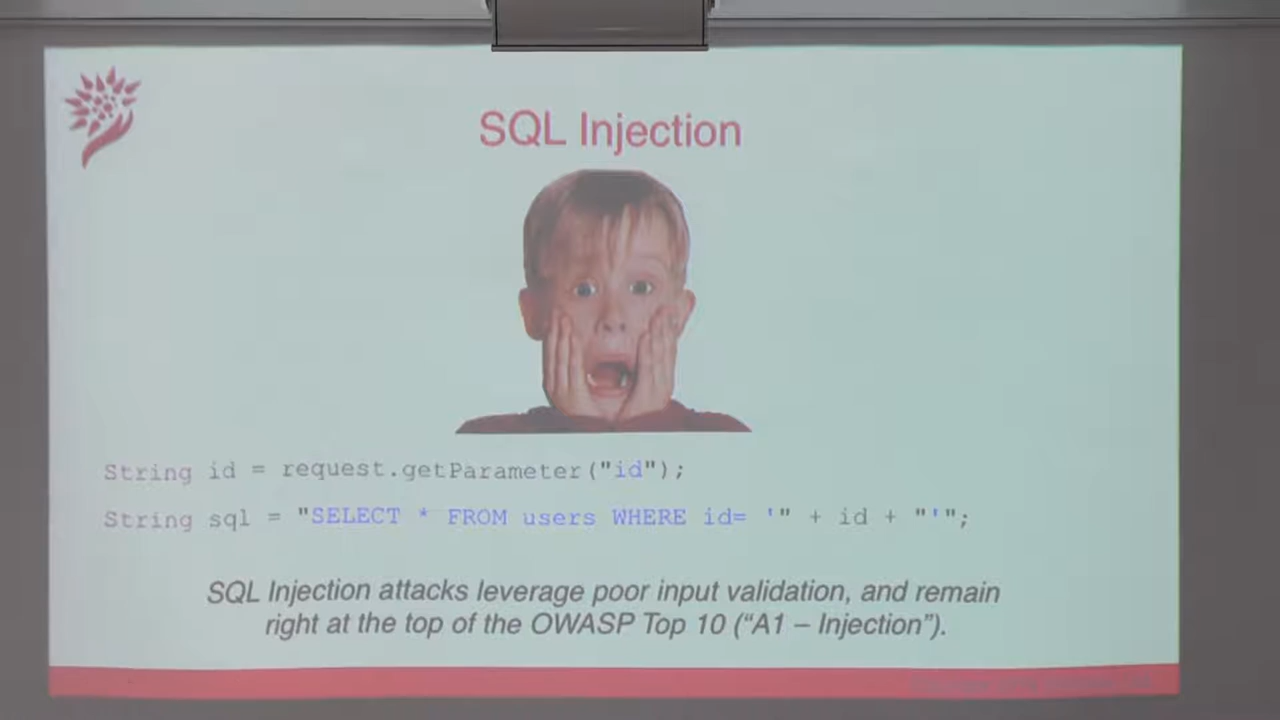 SQL Injection
String id = request.getParameter("id");
String sql = "SELECT * FROM users WHERE id= '" + id + "'";
SQL Injection attacks leverage poor input validation, and remain
right at the top of the OWASP Top 10 (“A1 – Injection”).